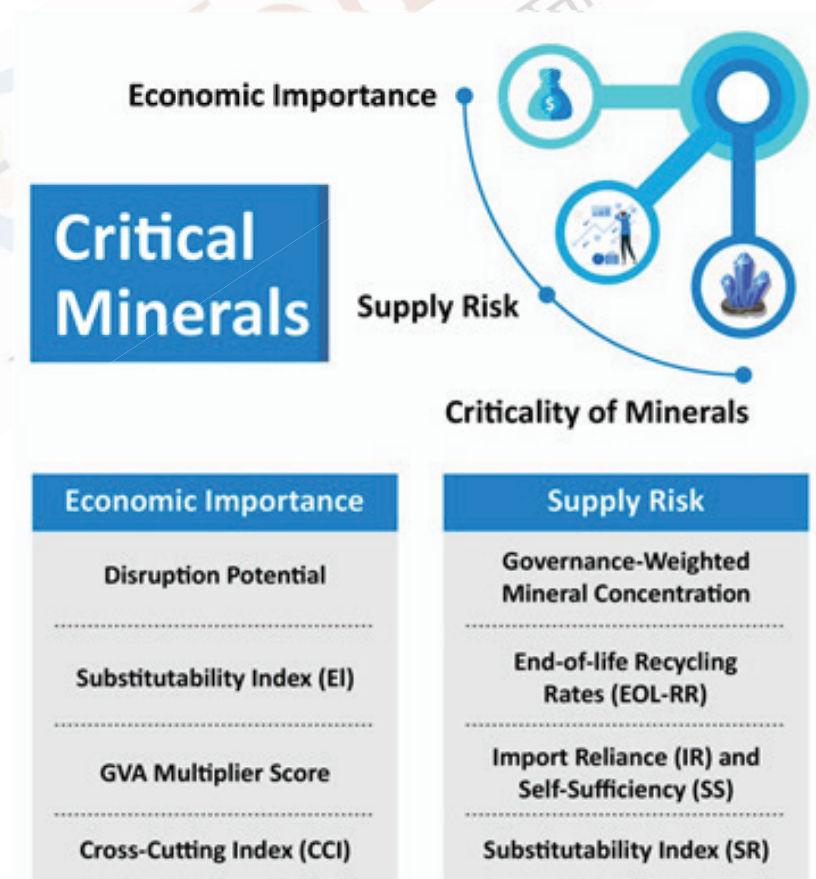 Economic Importance
Critical
Minerals
Supply Risk
Criticality of Minerals
Economic Importance
Disruption Potential
Substitutability Index (EI)
GVA Multiplier Score
Cross-Cutting Index (CCI)
Supply Risk
Governance-Weighted
Mineral Concentration
End-of-life Recycling
Rates (EOL-RR)
Import Reliance (IR) and
Self-Sufficiency (SS)
Substitutability Index (SR)